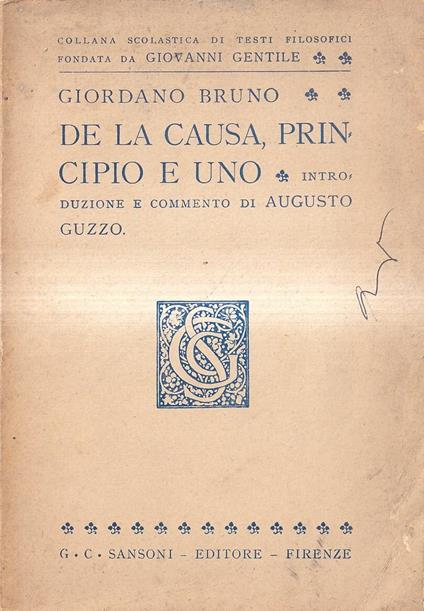 COLLANA SCOLASTICA DI TESTI FILOSOFICI
FONDATA DA GIOVANNI GENTILE
GIORDANO BRUNO
DE LA CAUSA, PRIN-
CIPIO E UNO INTRO-
DUZIONE E COMMENTO DI AUGUSTO
GUZZO.
G. C. SANSONI – EDITORE – FIRENZE